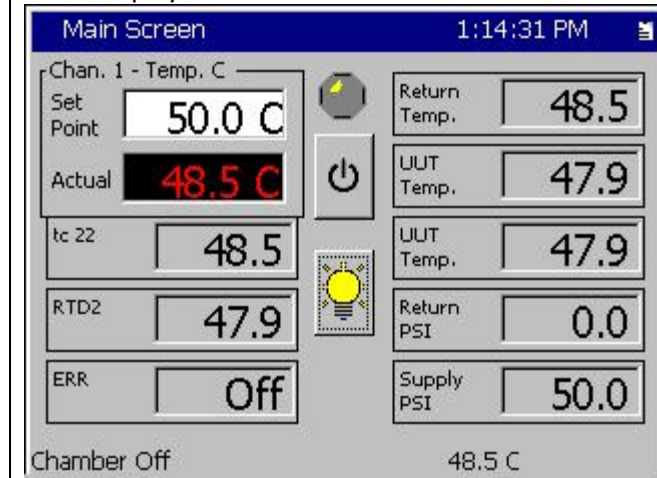 Main Screen 1:14:31 PM
Chan. 1 - Temp. C
Set
Point 50.0 C
Actual 48.5 C
tc 22 48.5
RTD2 47.9
ERR Off
Return
Temp. 48.5
UUT
Temp. 47.9
UUT
Temp. 47.9
Return
PSI 0.0
Supply
PSI 50.0
Chamber Off 48.5 C